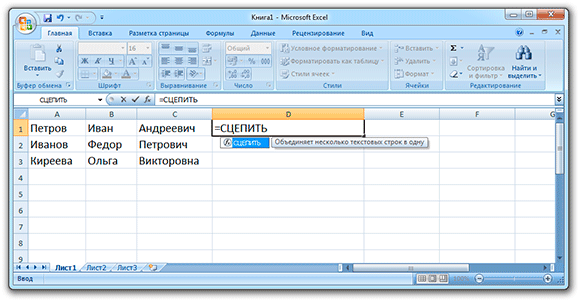 Книга1 - Microsoft Excel
Главная Вставка Разметка страницы Формулы Данные Рецензирование Вид
Вставить
Буфер обмена
16
Ж К Ч
Шрифт
Выравнивание
Общий
% 000
Число
Условное форматирование
Форматировать как таблицу
Стили ячеек
Стили
Вставить
Удалить
Формат
Ячейки
Σ
Сортировка
и фильтр
Найти и
выделить
Редактирование
СЦЕПИТЬ =СЦЕПИТЬ
A B C D E F G
1 Петров Иван Андреевич =СЦЕПИТЬ
СЦЕПИТЬ Объединяет несколько текстовых строк в одну
2 Иванов Федор Петрович
3 Киреева Ольга Викторовна
4
5
6
7
8
9
Лист1 Лист2 Лист3
Ввод